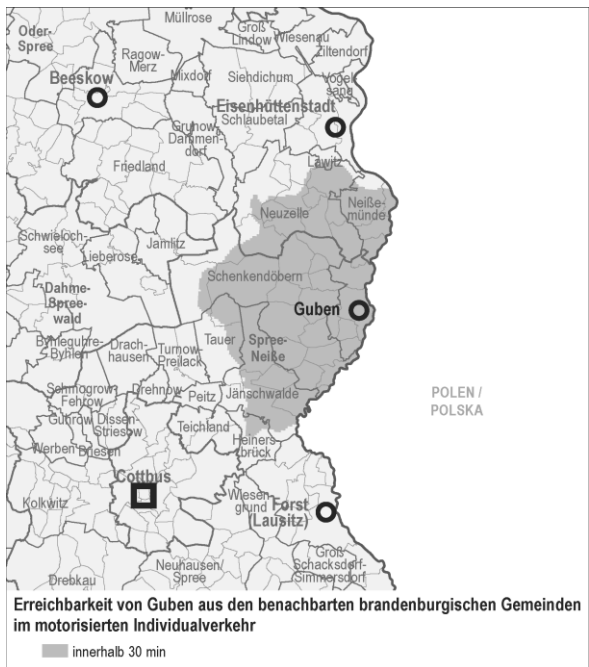 Müllrose
Groß
Lindow
Wiesenau
Ziltendorf
Oder-
Spree
Ragow-
Merz
Mixdorf
Siehdichum
Vogel-
sang
Beeskow
Eisenhüttenstadt
Schlaubetal
Grunow-
Dammen-
dorf
Friedland
Lawitz
Neuzelle
Neiße-
münde
Schwieloch-
see
Jamlitz
Lieberose
Schenkendöbern
Dahme-
Spree-
wald
Guben
Byhleguhre-
Byhlen
Drach-
hausen
Turnow-
Preilack
Tauer
Spree-
Neiße
Schmogrow-
Fehrow
Drehnow
Peitz
Jänschwalde
POLEN /
POLSKA
Guhrow
Dissen-
Striesow
Teichland
Heiners-
brück
Werben
Briesen
Cottbus
Kolkwitz
Wiesen-
grund
Forst
(Lausitz)
Neuhausen/
Spree
Groß
Schacksdorf-
Simmersdorf
Drebkau
Erreichbarkeit von Guben aus den benachbarten brandenburgischen Gemeinden
im motorisierten Individualverkehr
innerhalb 30 min